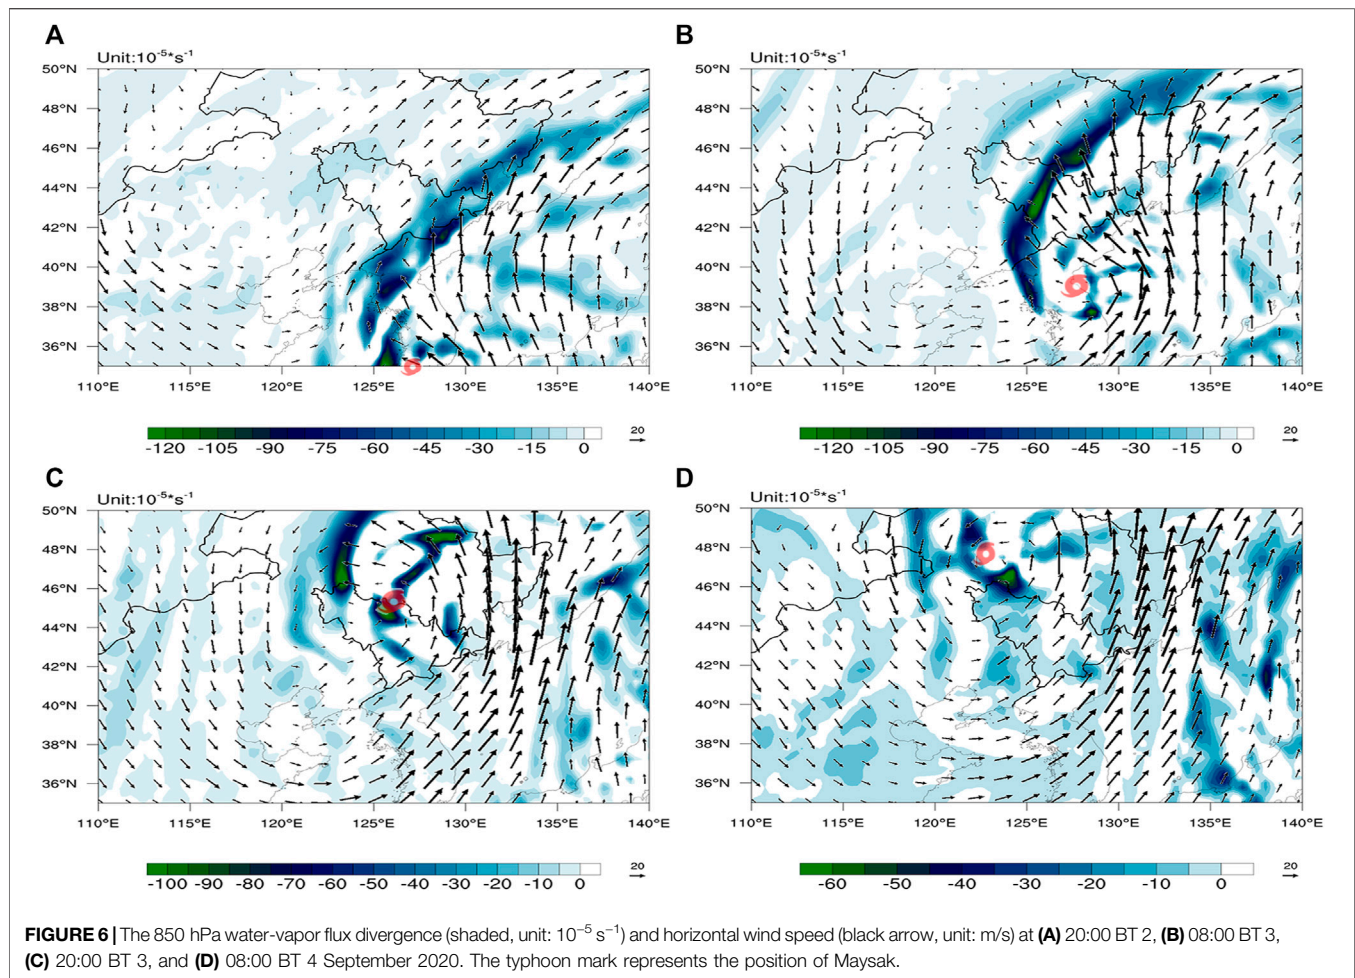 A
B
Unit:10⁻⁵*s⁻¹
Unit:10⁻⁵*s⁻¹
50°N
48°N
46°N
44°N
42°N
40°N
38°N
36°N
110°E 115°E 120°E 125°E 130°E 135°E 140°E
50°N
48°N
46°N
44°N
42°N
40°N
38°N
36°N
110°E 115°E 120°E 125°E 130°E 135°E 140°E
-120 -105 -90 -75 -60 -45 -30 -15 0
20
-120 -105 -90 -75 -60 -45 -30 -15 0
20
C
D
Unit:10⁻⁵*s⁻¹
Unit:10⁻⁵*s⁻¹
50°N
48°N
46°N
44°N
42°N
40°N
38°N
36°N
110°E 115°E 120°E 125°E 130°E 135°E 140°E
50°N
48°N
46°N
44°N
42°N
40°N
38°N
36°N
110°E 115°E 120°E 125°E 130°E 135°E 140°E
-100 -90 -80 -70 -60 -50 -40 -30 -20 -10 0
20
-60 -50 -40 -30 -20 -10 0
20
FIGURE 6 | The 850 hPa water-vapor flux divergence (shaded, unit: 10⁻⁵ s⁻¹) and horizontal wind speed (black arrow, unit: m/s) at (A) 20:00 BT 2, (B) 08:00 BT 3,
(C) 20:00 BT 3, and (D) 08:00 BT 4 September 2020. The typhoon mark represents the position of Maysak.